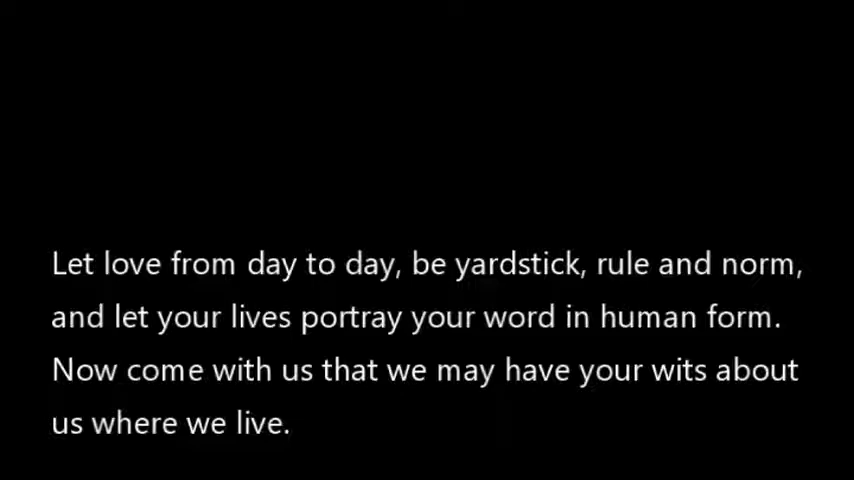 Let love from day to day, be yardstick, rule and norm,
and let your lives portray your word in human form.
Now come with us that we may have your wits about
us where we live.